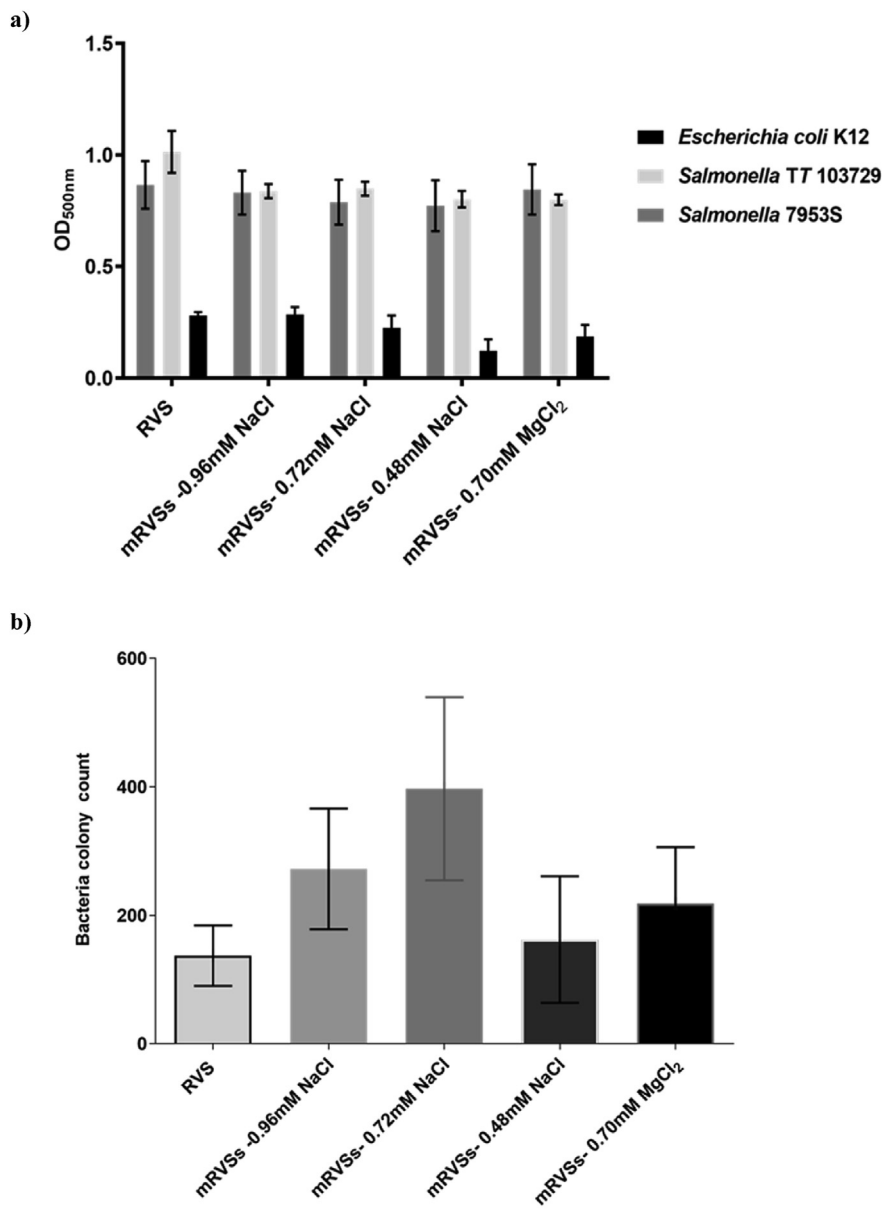 a)
1.5
1.0
0.5
0.0
OD500nm
Escherichia coli K12
Salmonella TT 103729
Salmonella 7953S
RVS
mRVSs -0.96mM NaCl
mRVSs- 0.72mM NaCl
mRVSs- 0.48mM NaCl
mRVSs- 0.70mM MgCl2
b)
600
400
200
0
Bacteria colony count
RVS
mRVSs -0.96mM NaCl
mRVSs- 0.72mM NaCl
mRVSs- 0.48mM NaCl
mRVSs- 0.70mM MgCl2